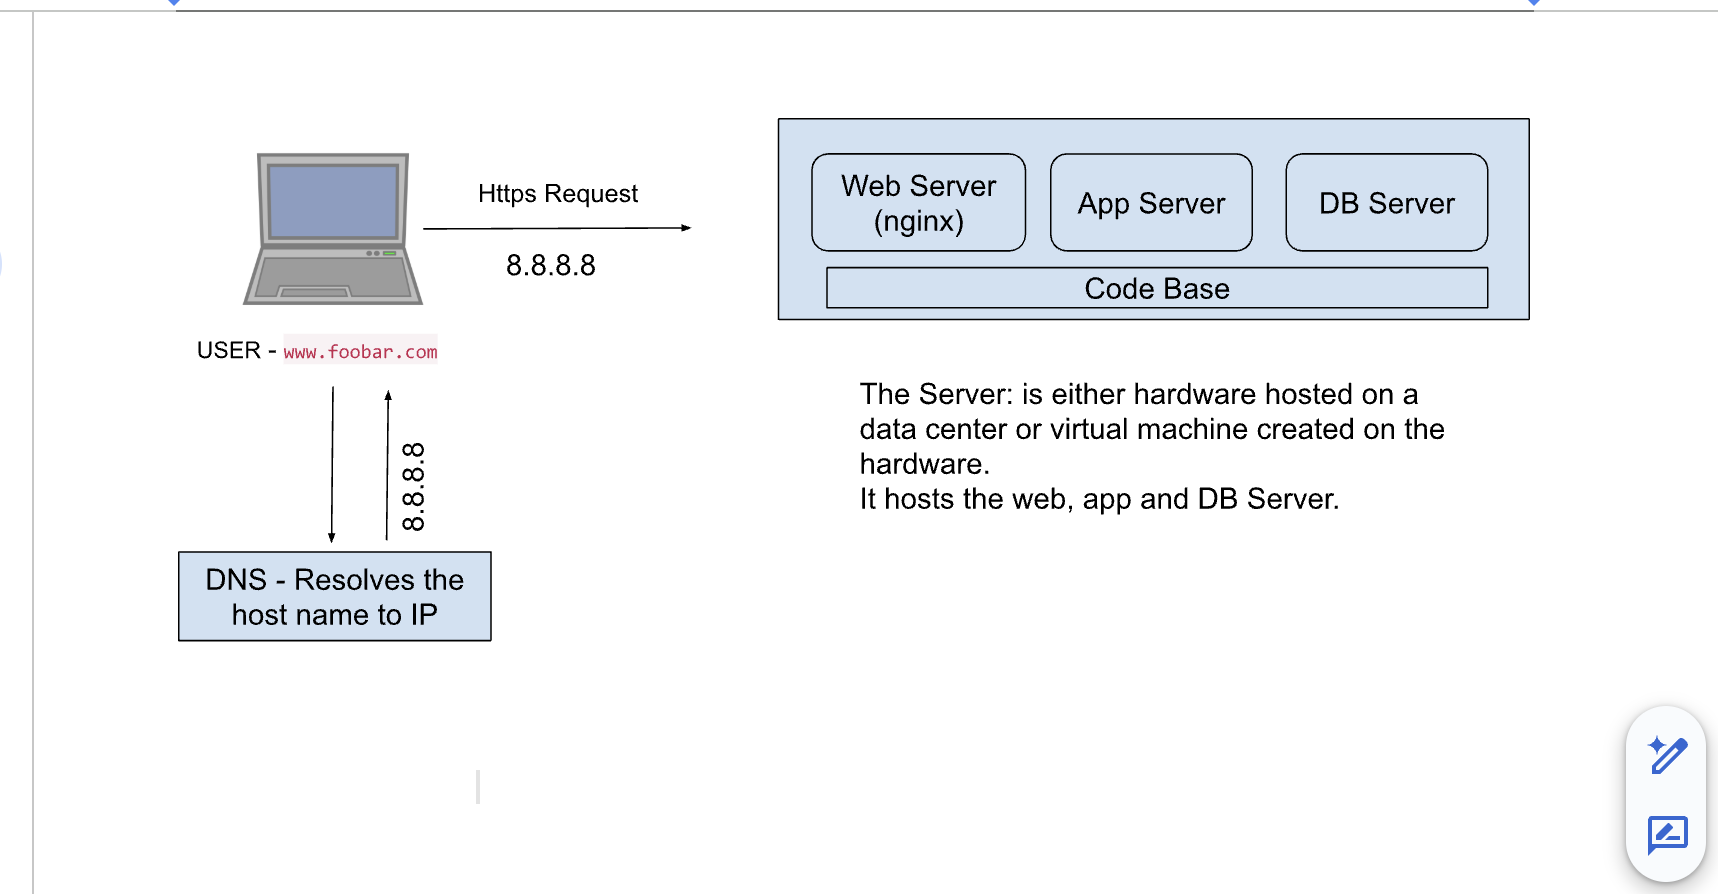 Https Request
8.8.8.8
USER - www.foobar.com
8.8.8.8
DNS - Resolves the
host name to IP
Web Server
(nginx)
App Server
DB Server
Code Base
The Server: is either hardware hosted on a
data center or virtual machine created on the
hardware.
It hosts the web, app and DB Server.